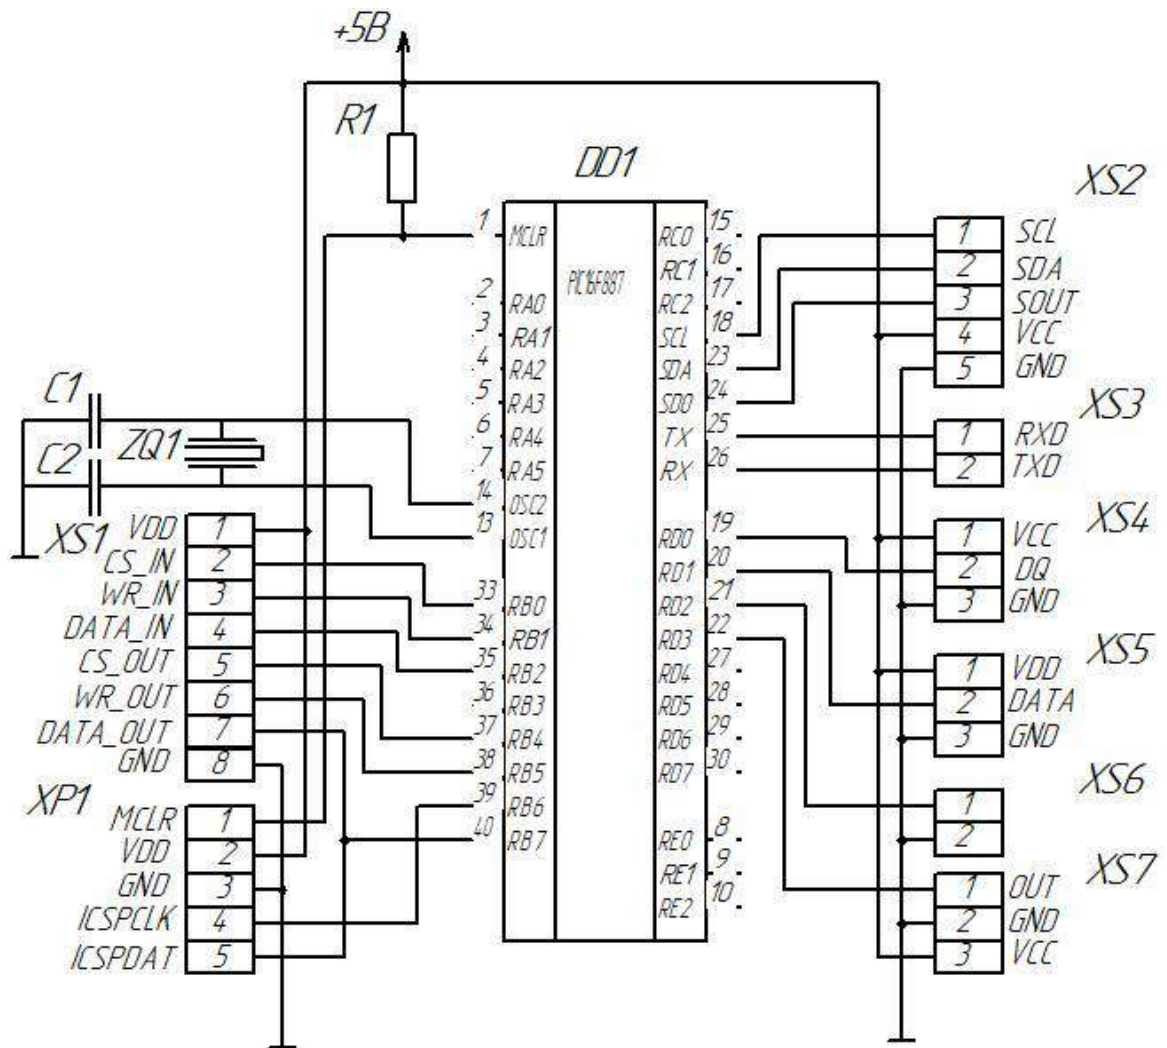 +5В
R1
DD1
PIC16F887
1 MCLR
2 RA0
3 RA1
4 RA2
5 RA3
6 RA4
7 RA5
14 OSC2
13 OSC1
33 RB0
34 RB1
35 RB2
36 RB3
37 RB4
38 RB5
39 RB6
40 RB7
RC0 15
RC1 16
RC2 17
SCL 18
SDA 23
SDO 24
TX 25
RX 26
RD0 19
RD1 20
RD2 21
RD3 22
RD4 27
RD5 28
RD6 29
RD7 30
RE0 8
RE1 9
RE2 10
C1
C2
ZQ1
XS1
VDD 1
CS_IN 2
WR_IN 3
DATA_IN 4
CS_OUT 5
WR_OUT 6
DATA_OUT 7
GND 8
XP1
MCLR 1
VDD 2
GND 3
ICSPCLK 4
ICSPDAT 5
XS2
1 SCL
2 SDA
3 SOUT
4 VCC
5 GND
XS3
1 RXD
2 TXD
XS4
1 VCC
2 DQ
3 GND
XS5
1 VDD
2 DATA
3 GND
XS6
1
2
XS7
1 OUT
2 GND
3 VCC